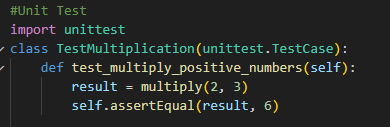 #Unit Test
import unittest
class TestMultiplication(unittest.TestCase):
    def test_multiply_positive_numbers(self):
        result = multiply(2, 3)
        self.assertEqual(result, 6)